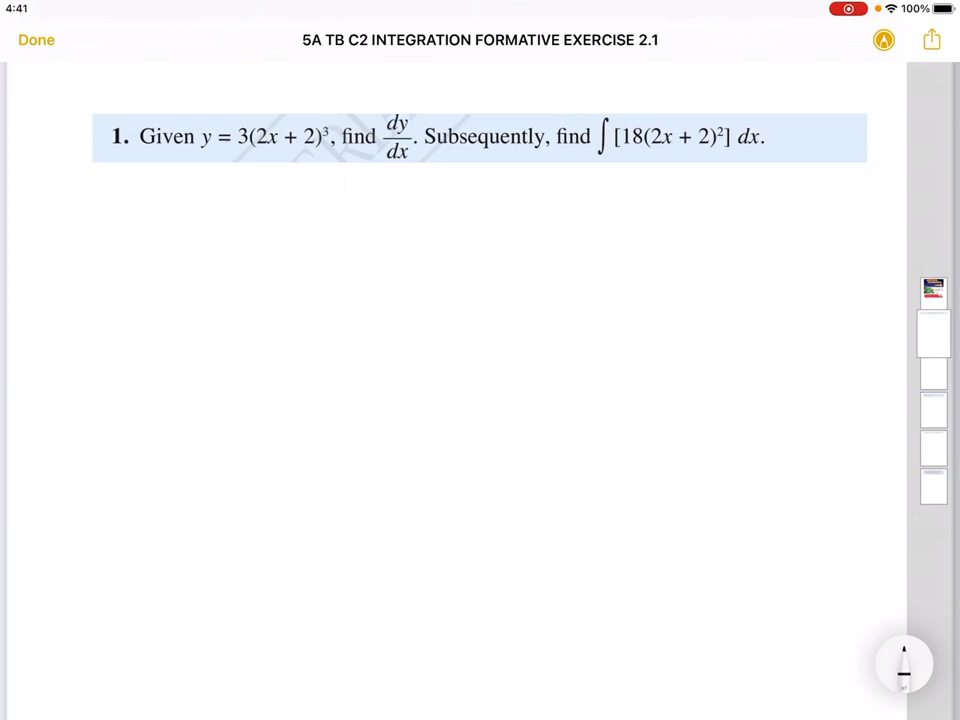 4:41
100%
Done
5A TB C2 INTEGRATION FORMATIVE EXERCISE 2.1
1. Given y = 3(2x + 2)³, find dy/dx. Subsequently, find ∫ [18(2x + 2)²] dx.